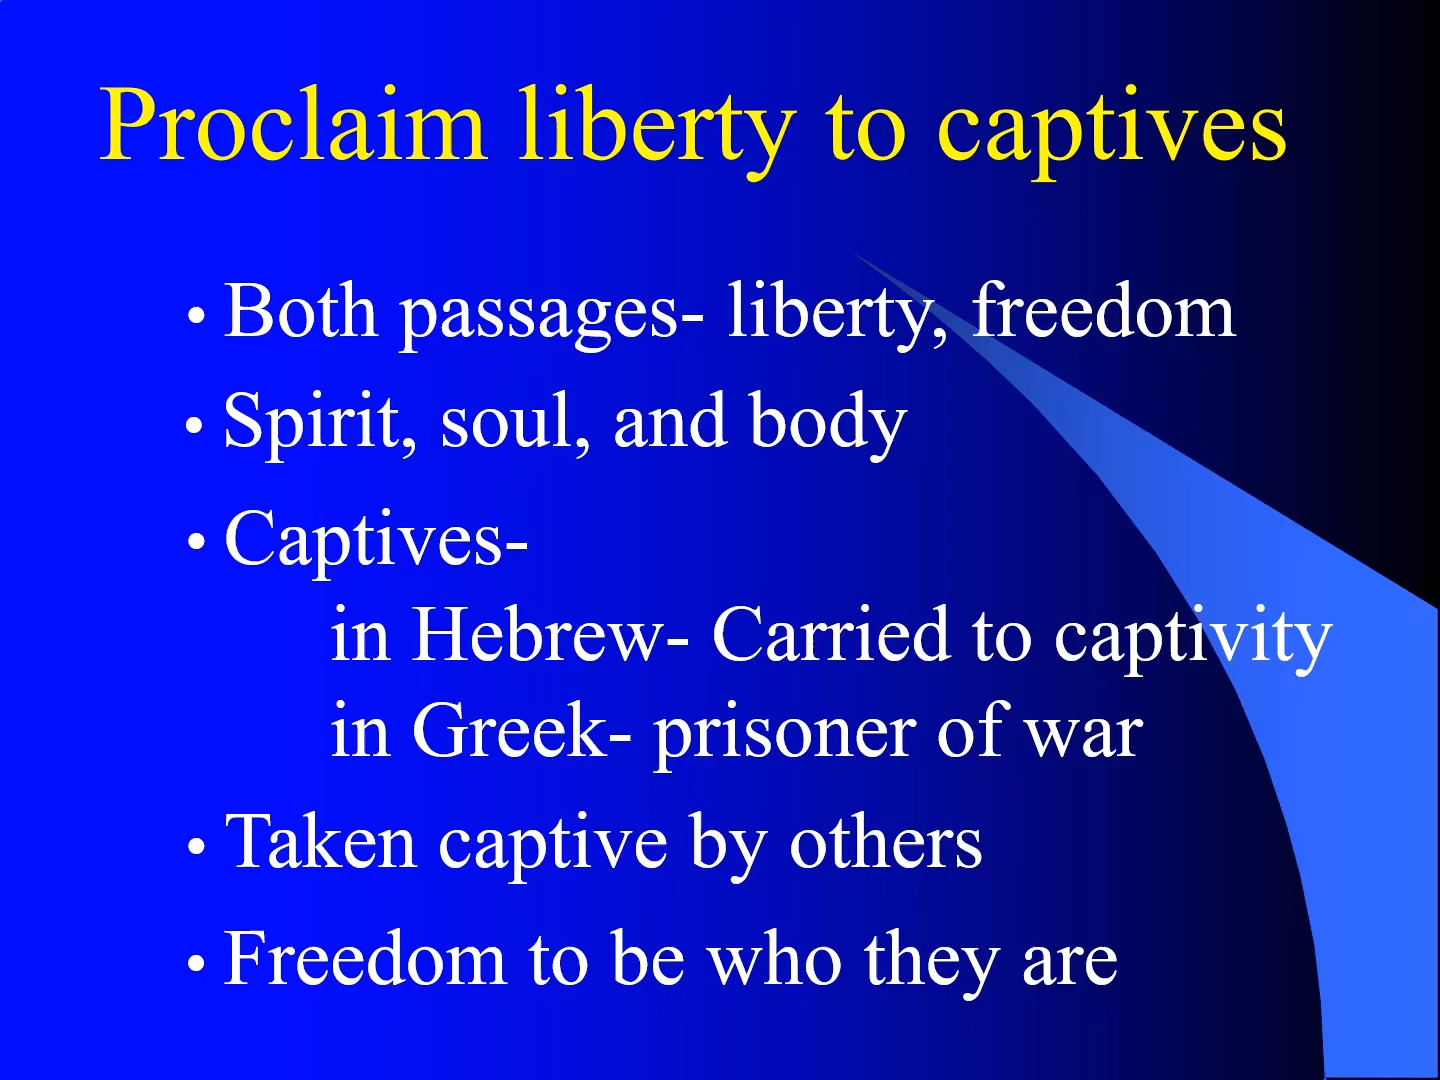 Proclaim liberty to captives
• Both passages- liberty, freedom
• Spirit, soul, and body
• Captives-
in Hebrew- Carried to captivity
in Greek- prisoner of war
• Taken captive by others
• Freedom to be who they are